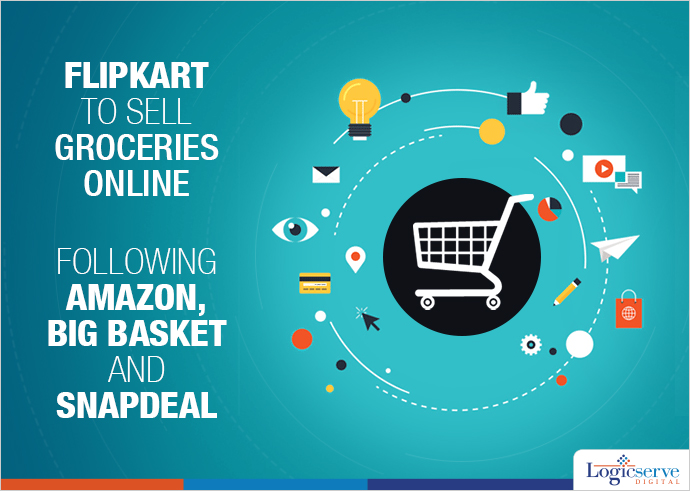 FLIPKART
TO SELL
GROCERIES
ONLINE
FOLLOWING
AMAZON,
BIG BASKET
AND
SNAPDEAL
Logicserve
DIGITAL